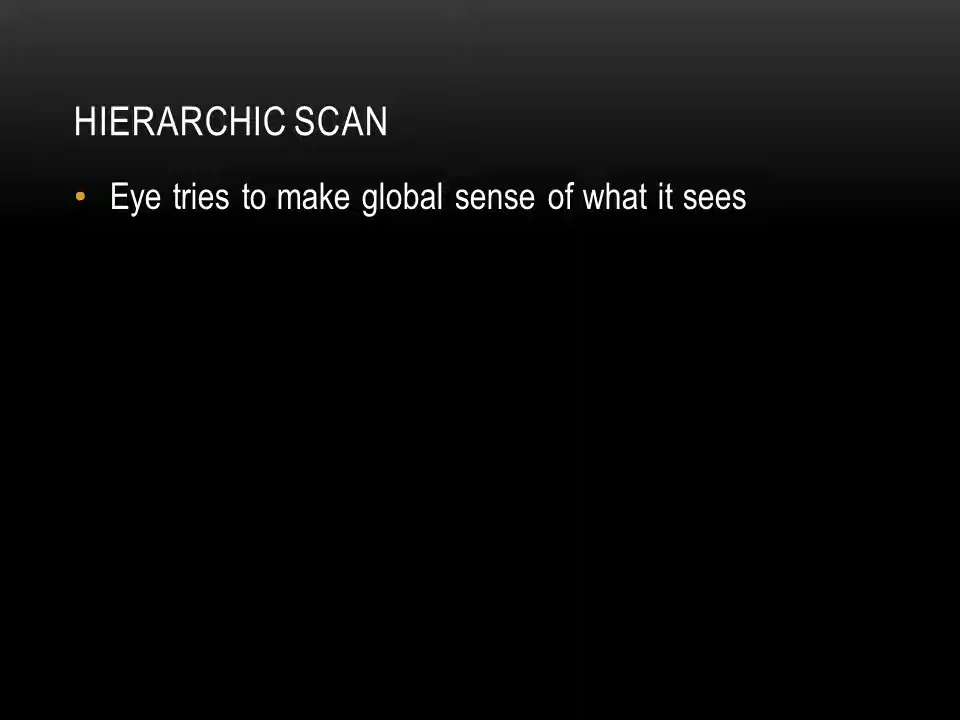 HIERARCHIC SCAN
• Eye tries to make global sense of what it sees